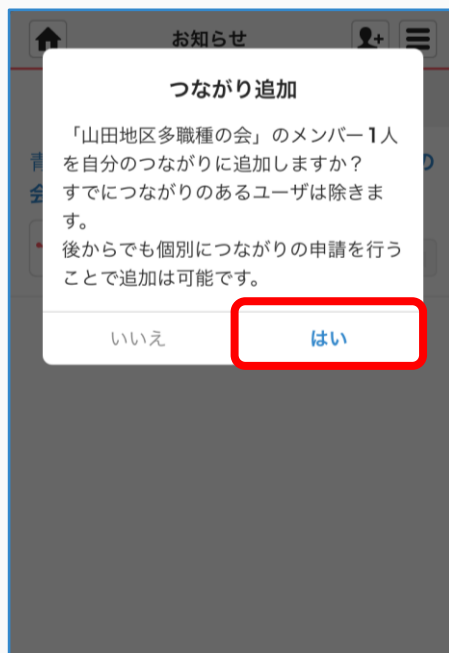 お知らせ
つながり追加
「山田地区多職種の会」のメンバー1人
を自分のつながりに追加しますか？
すでにつながりのあるユーザは除きま
す。
後からでも個別につながりの申請を行う
ことで追加は可能です。
青
の
会
いいえ
はい